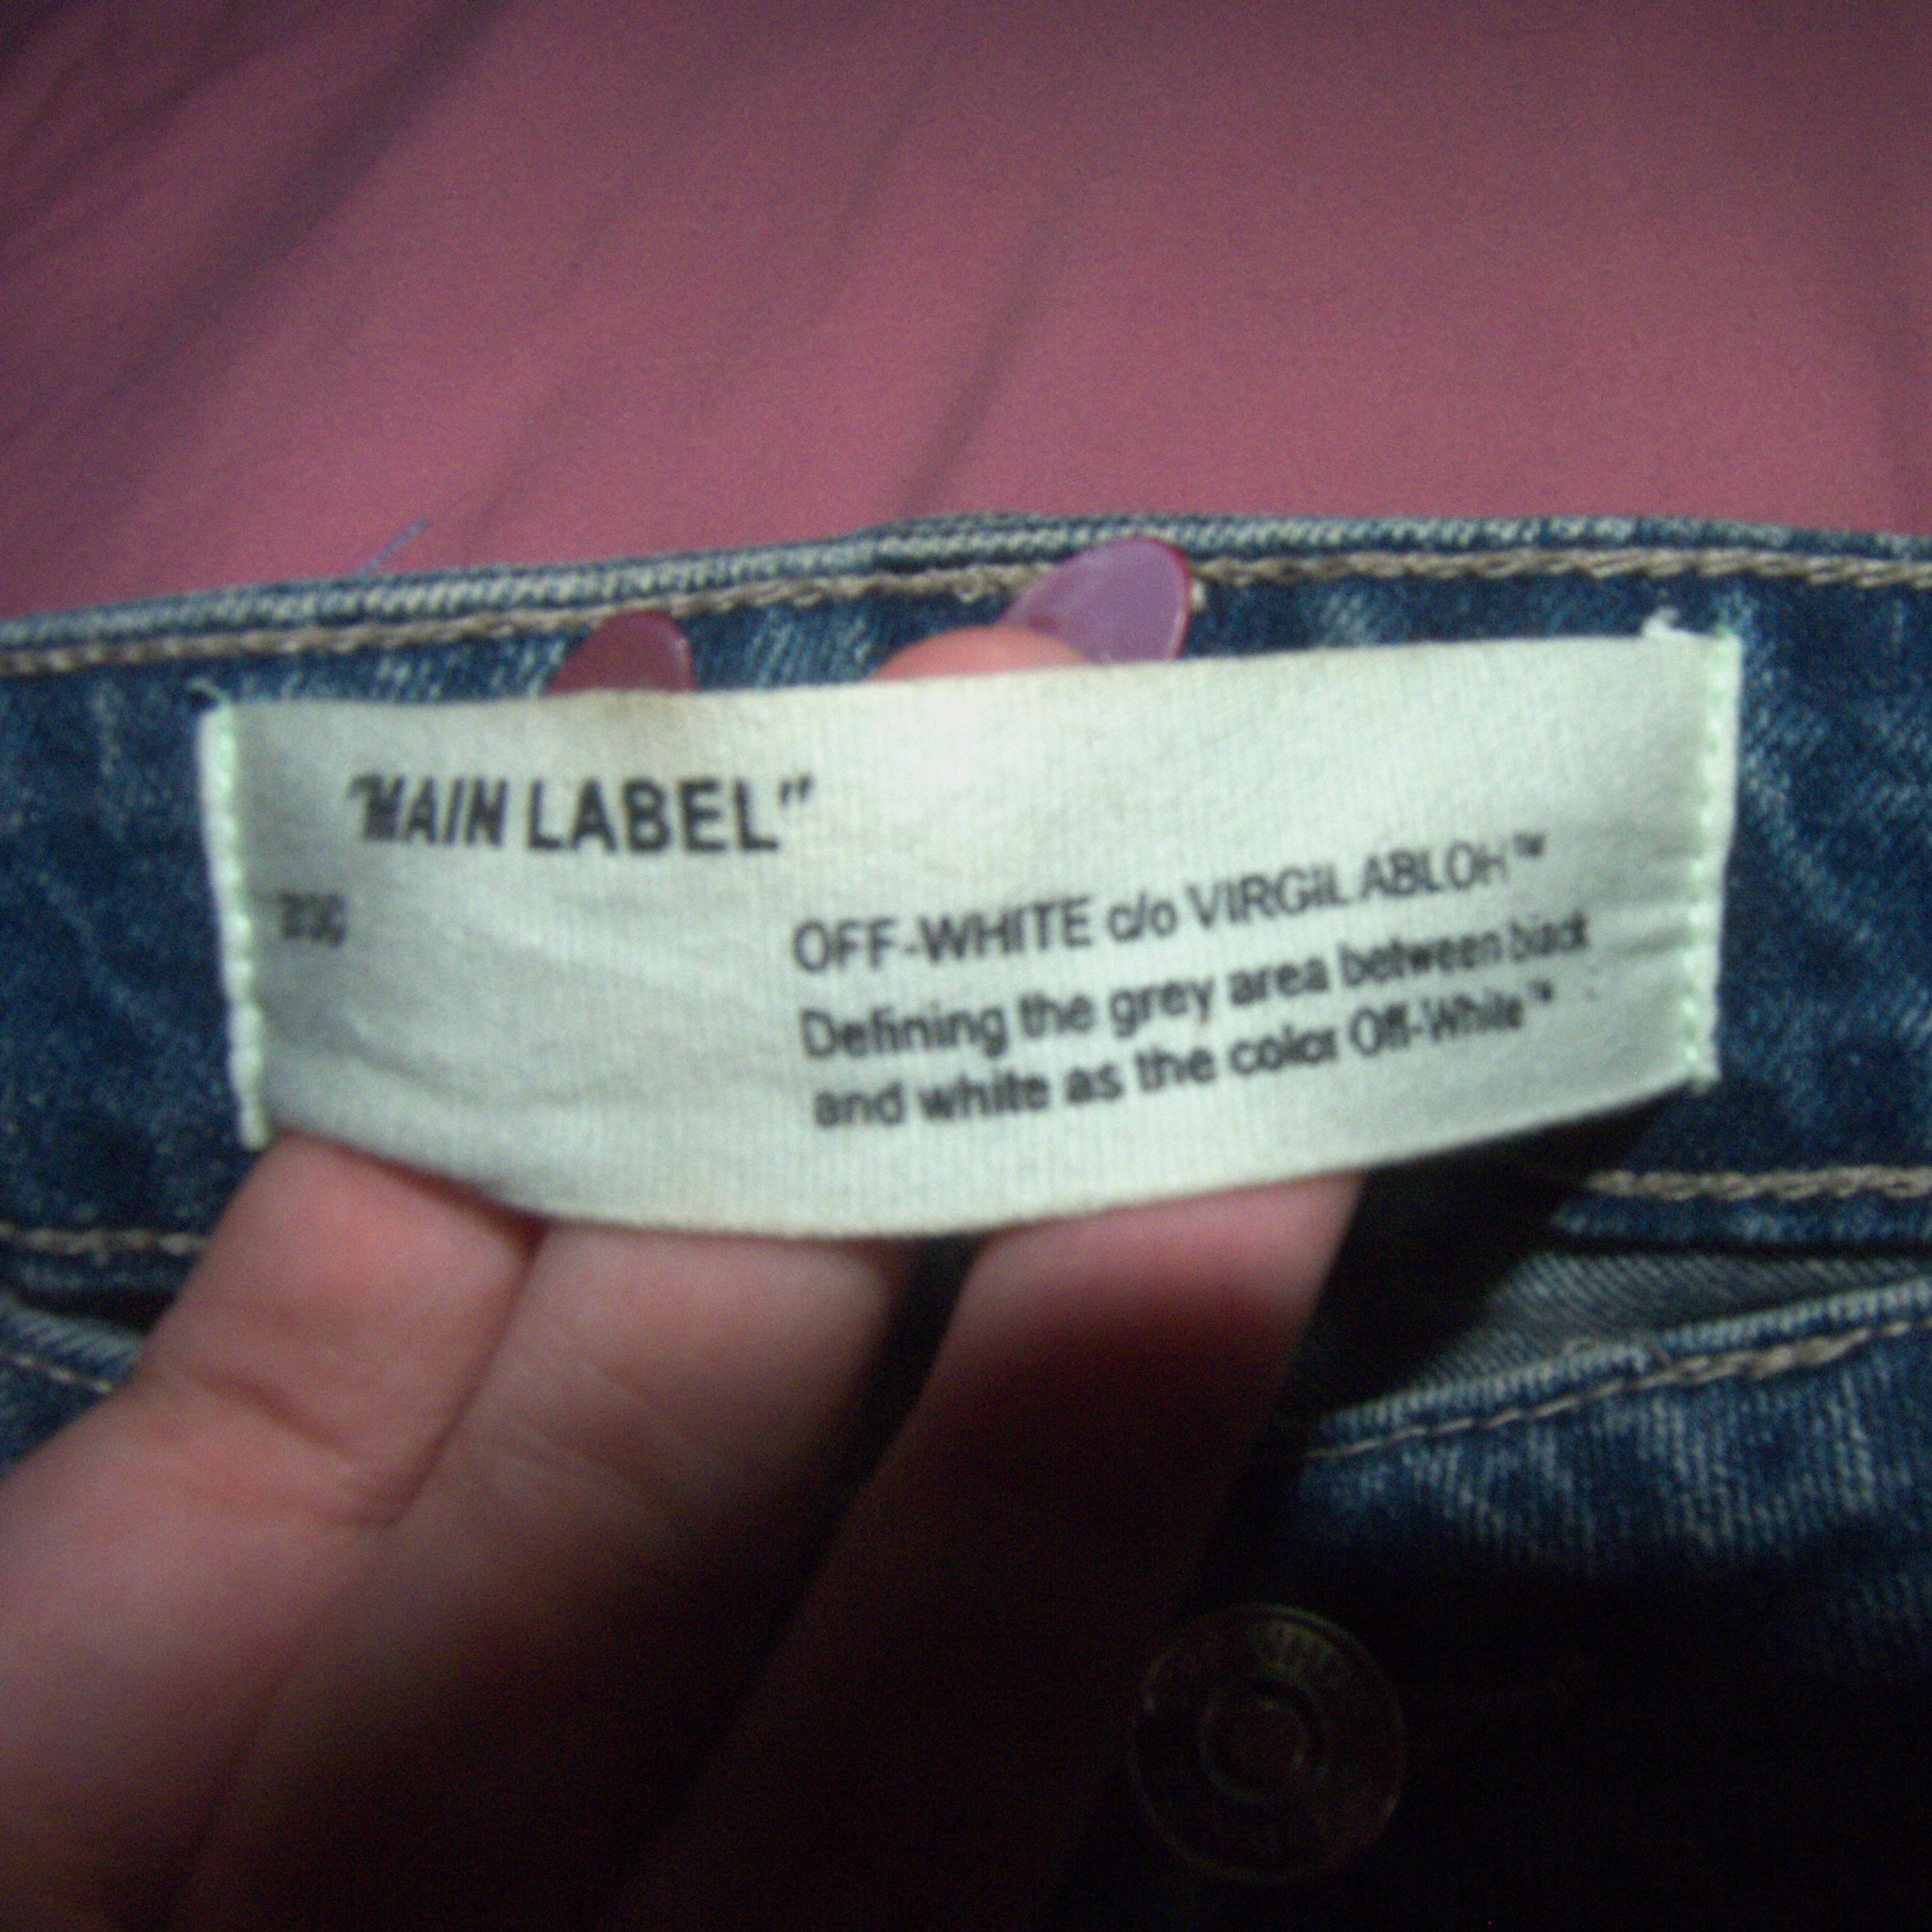 "MAIN LABEL"
OFF-WHITE c/o VIRGIL ABLOH™
Defining the grey area between black
and white as the color Off-White™